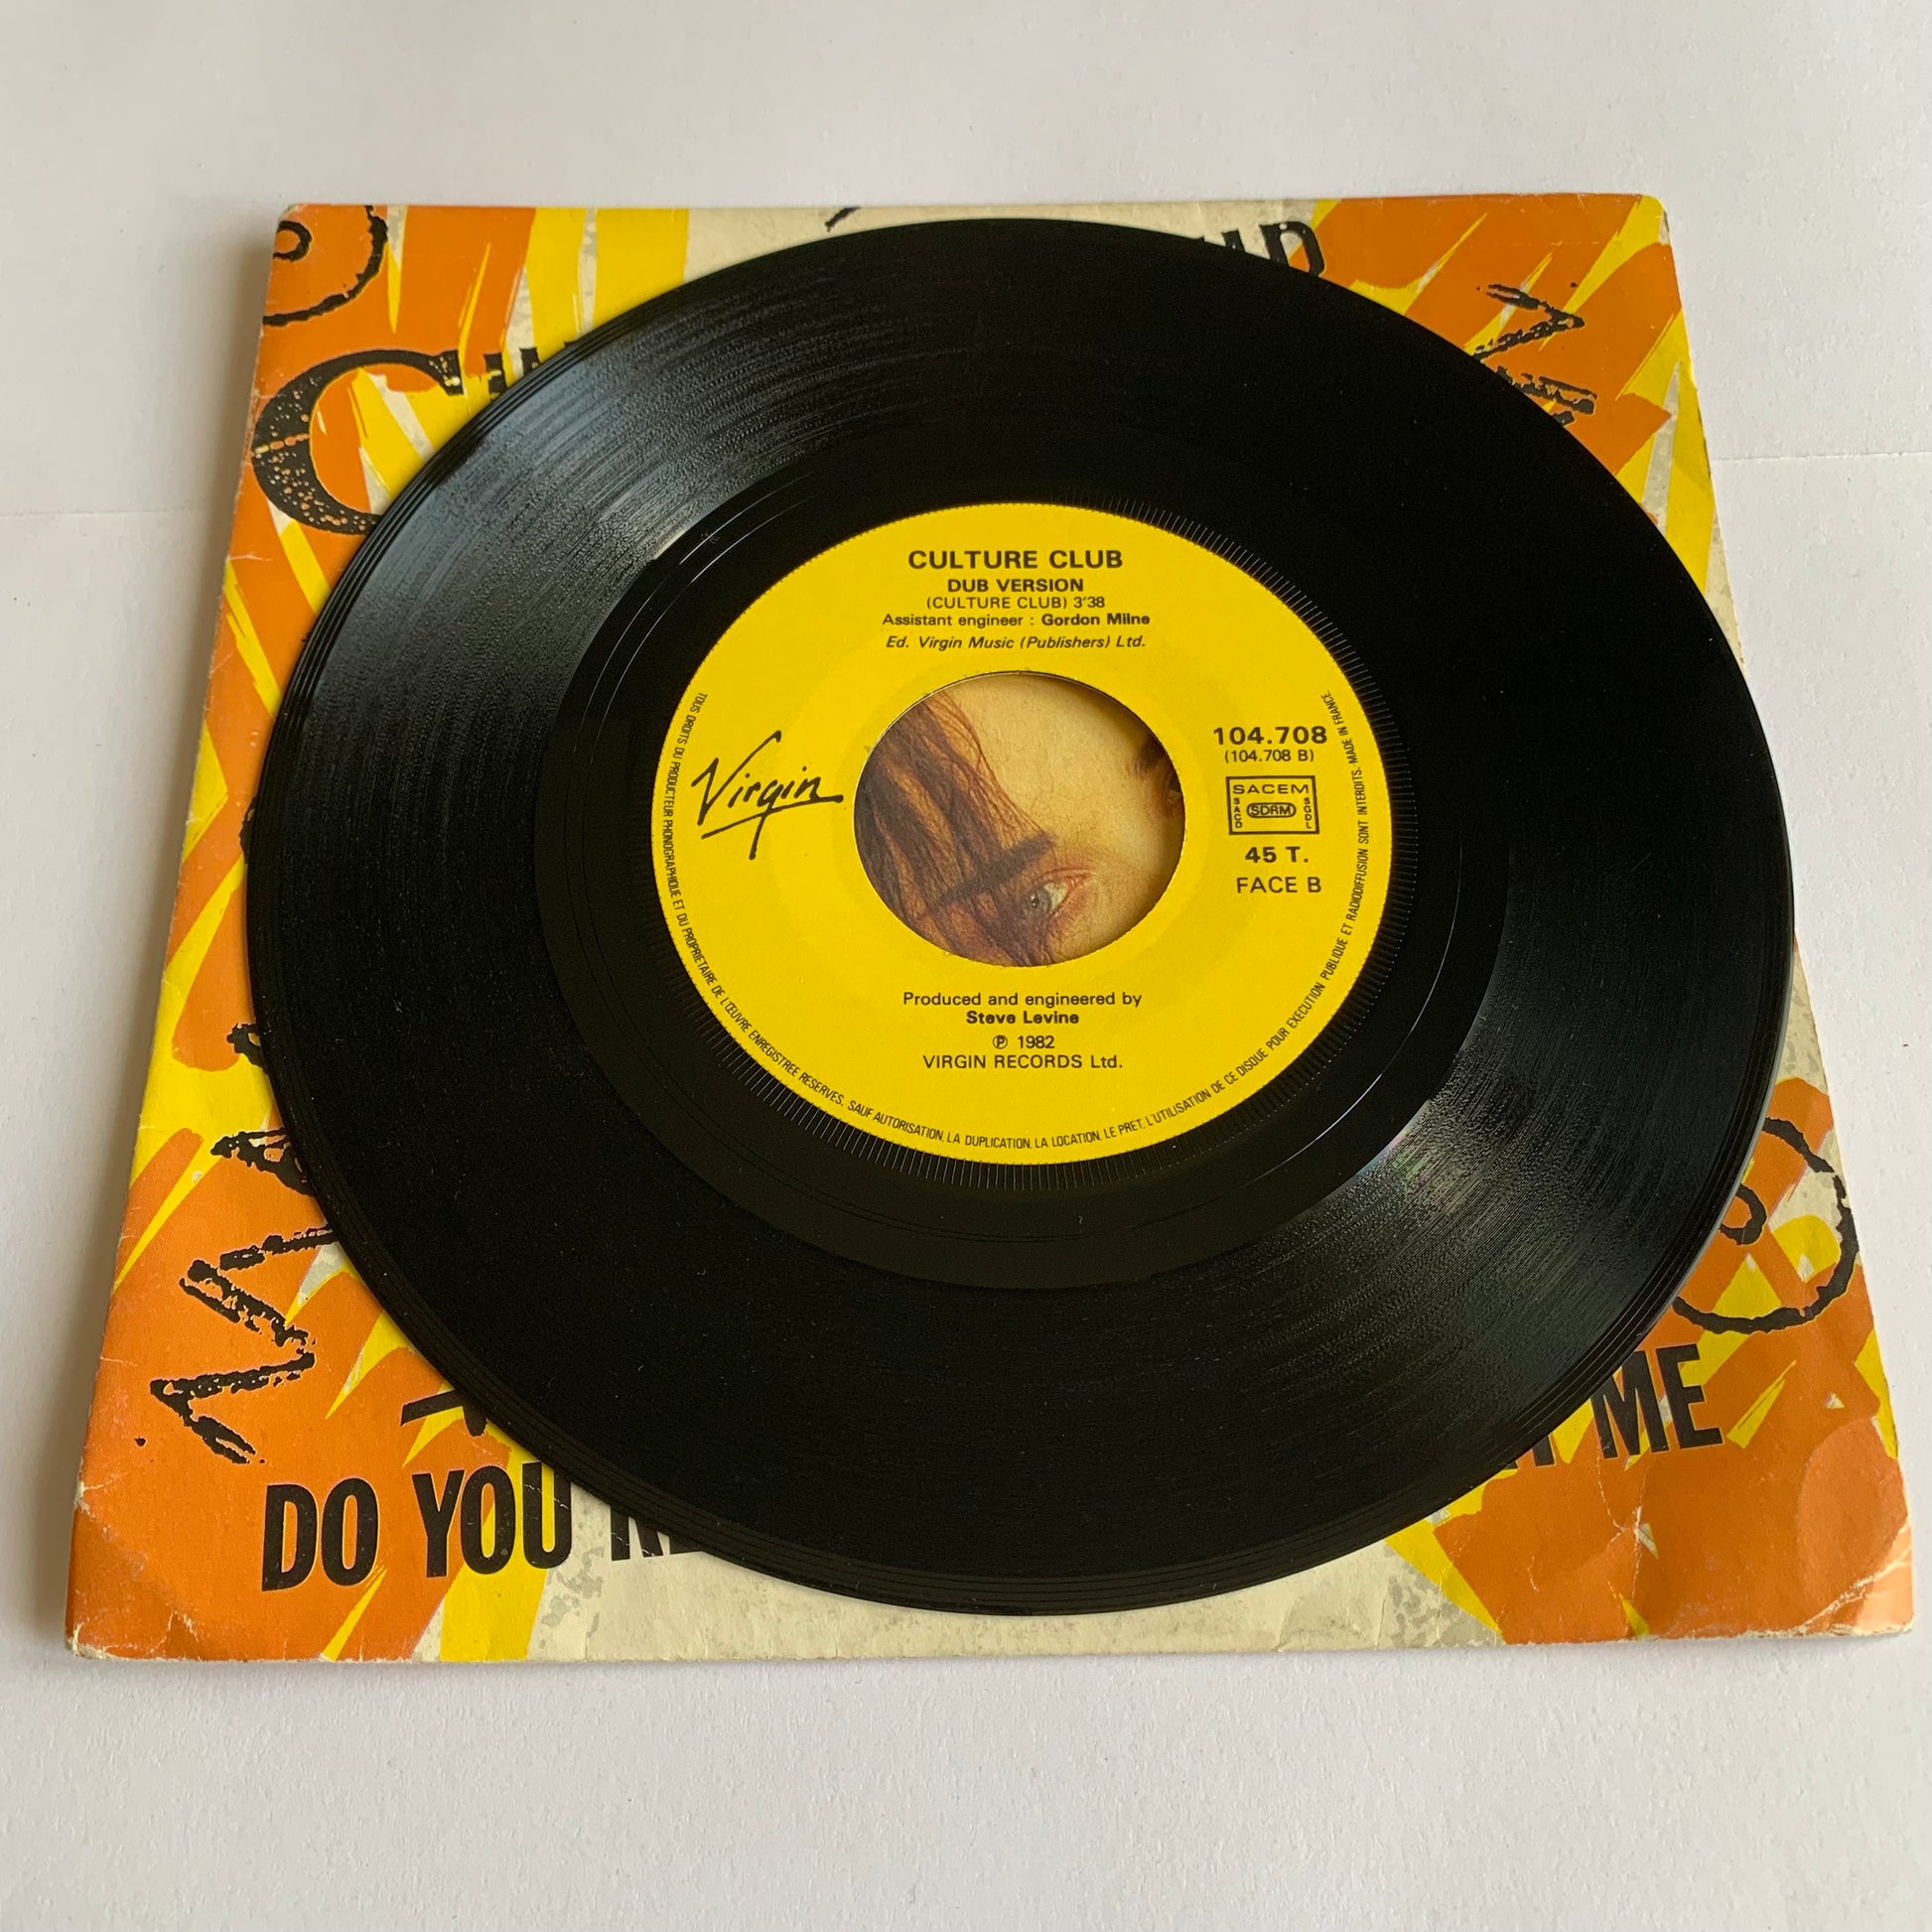 CULTURE CLUB
DUB VERSION
(CULTURE CLUB) 3'38
Assistant engineer : Gordon Milne
Ed. Virgin Music (Publishers) Ltd.
Virgin
104.708
(104.708 B)
SACEM
SACD SDRM SGDL
45 T.
FACE B
Produced and engineered by
Steve Levine
℗ 1982
VIRGIN RECORDS Ltd.
TOUS DROITS DU PRODUCTEUR PHONOGRAPHIQUE ET DU PROPRIETAIRE DE L'ŒUVRE ENREGISTREE RESERVES. SAUF AUTORISATION, LA DUPLICATION, LA LOCATION, LE PRET, L'UTILISATION DE CE DISQUE POUR EXECUTION PUBLIQUE ET RADIODIFFUSION SONT INTERDITS. MADE IN FRANCE.
DO YOU
ME